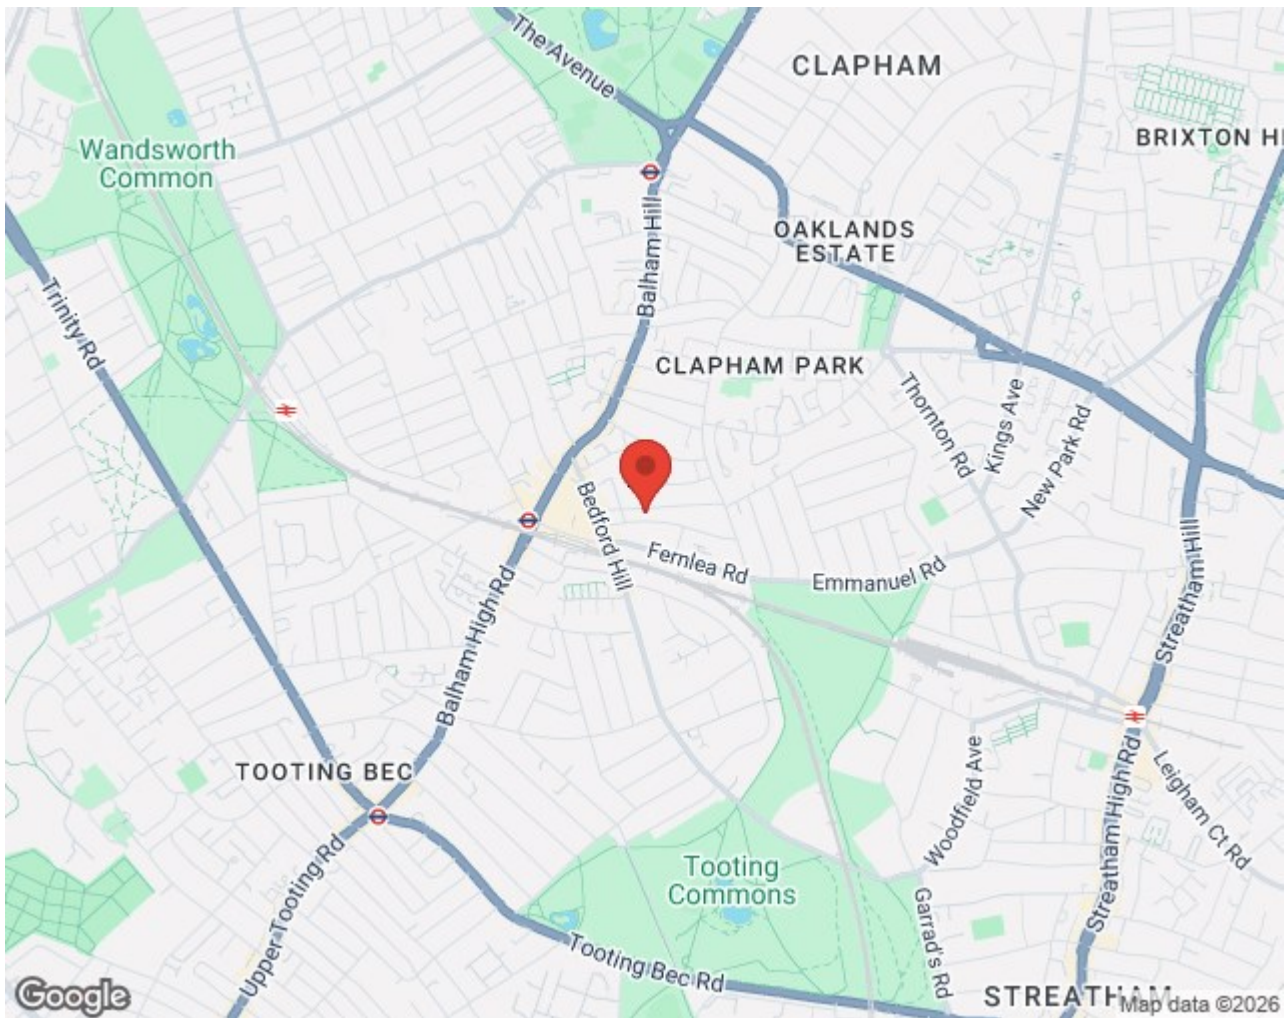 The Avenue
CLAPHAM
Wandsworth
Common
BRIXTON HI
Balham Hill
OAKLANDS
ESTATE
Trinity Rd
CLAPHAM PARK
Thornton Rd
Kings Ave
New Park Rd
Bedford Hill
Fernlea Rd
Emmanuel Rd
Streatham Hill
Balham High Rd
TOOTING BEC
Woodfield Ave
Leigham Ct Rd
Streatham High Rd
Upper Tooting Rd
Tooting
Commons
Garrad's Rd
Tooting Bec Rd
Google
STREATHAM
Map data ©2026